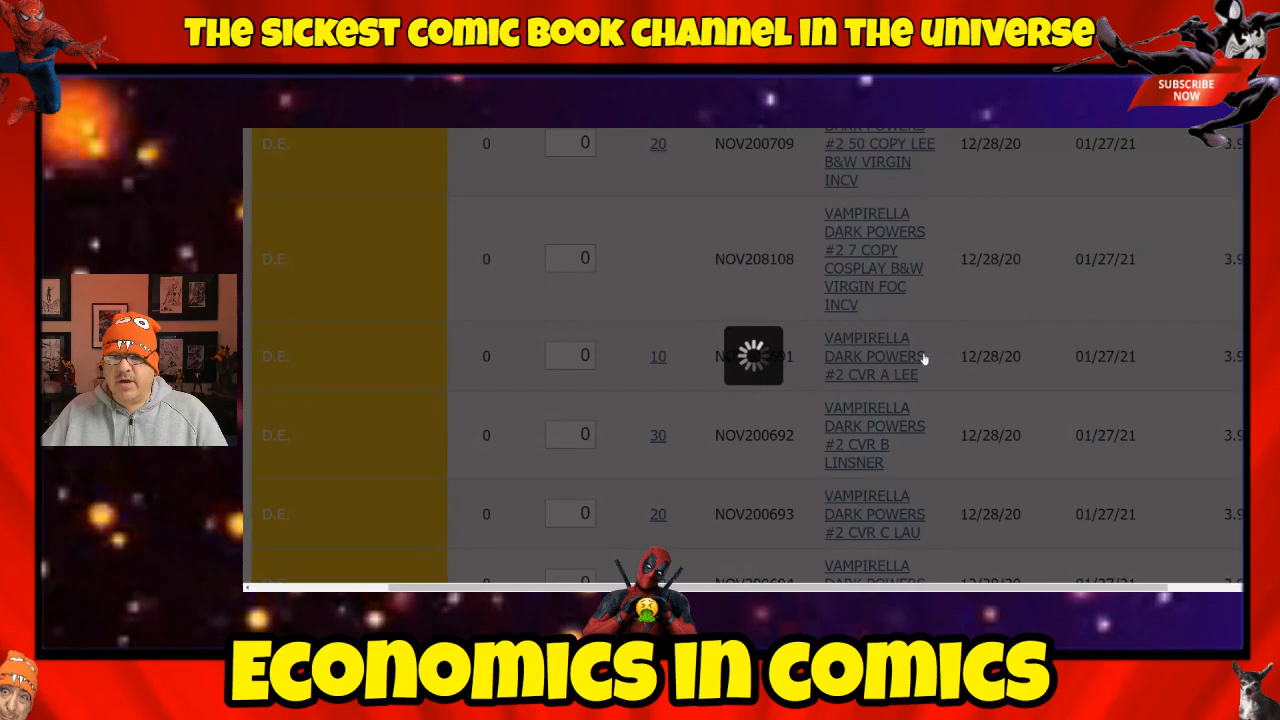 THE SICKEST COMIC BOOK CHANNEL IN THE UNIVERSE
SUBSCRIBE
NOW
D.E. 0 0 20 NOV200709 #2 50 COPY LEE 12/28/20 01/27/21
B&W VIRGIN
INCV
VAMPIRELLA
DARK POWERS
#2 7 COPY
D.E. 0 0 NOV208108 COSPLAY B&W 12/28/20 01/27/21
VIRGIN FOC
INCV
VAMPIRELLA
D.E. 0 0 10 DARK POWERS 12/28/20 01/27/21
#2 CVR A LEE
VAMPIRELLA
D.E. 0 0 30 NOV200692 DARK POWERS 12/28/20 01/27/21
#2 CVR B
LINSNER
VAMPIRELLA
D.E. 0 0 20 NOV200693 DARK POWERS 12/28/20 01/27/21
#2 CVR C LAU
VAMPIRELLA
ECONOMICS IN COMICS